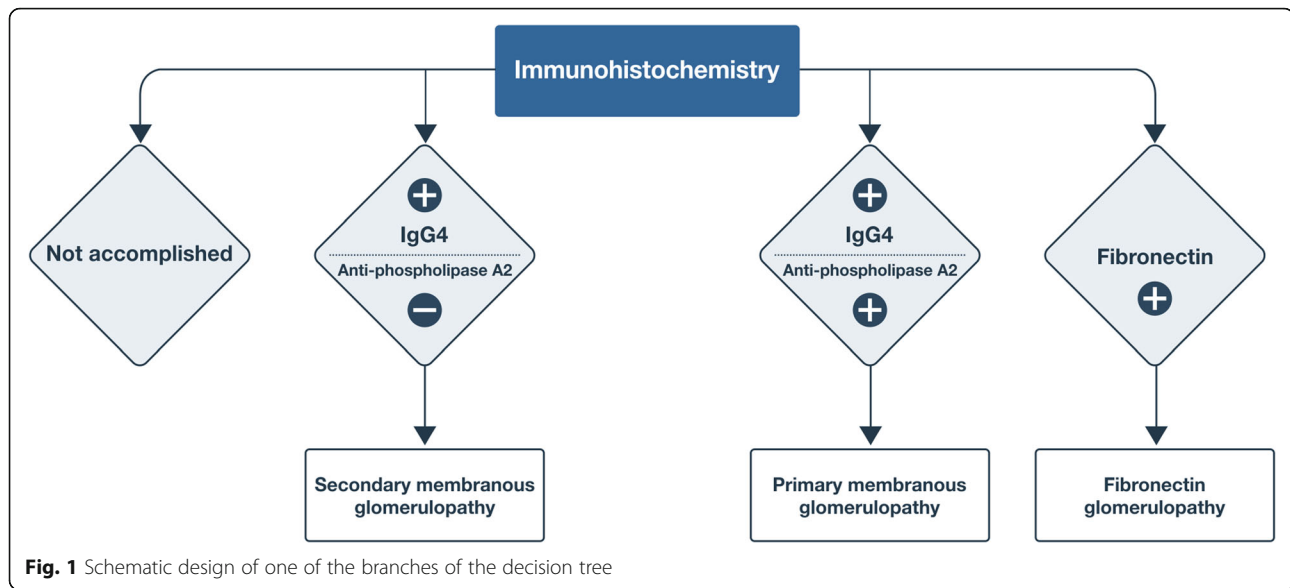 Immunohistochemistry
Not accomplished
+
IgG4
Anti-phospholipase A2
−
+
IgG4
Anti-phospholipase A2
+
Fibronectin
+
Secondary membranous
glomerulopathy
Primary membranous
glomerulopathy
Fibronectin
glomerulopathy
Fig. 1 Schematic design of one of the branches of the decision tree